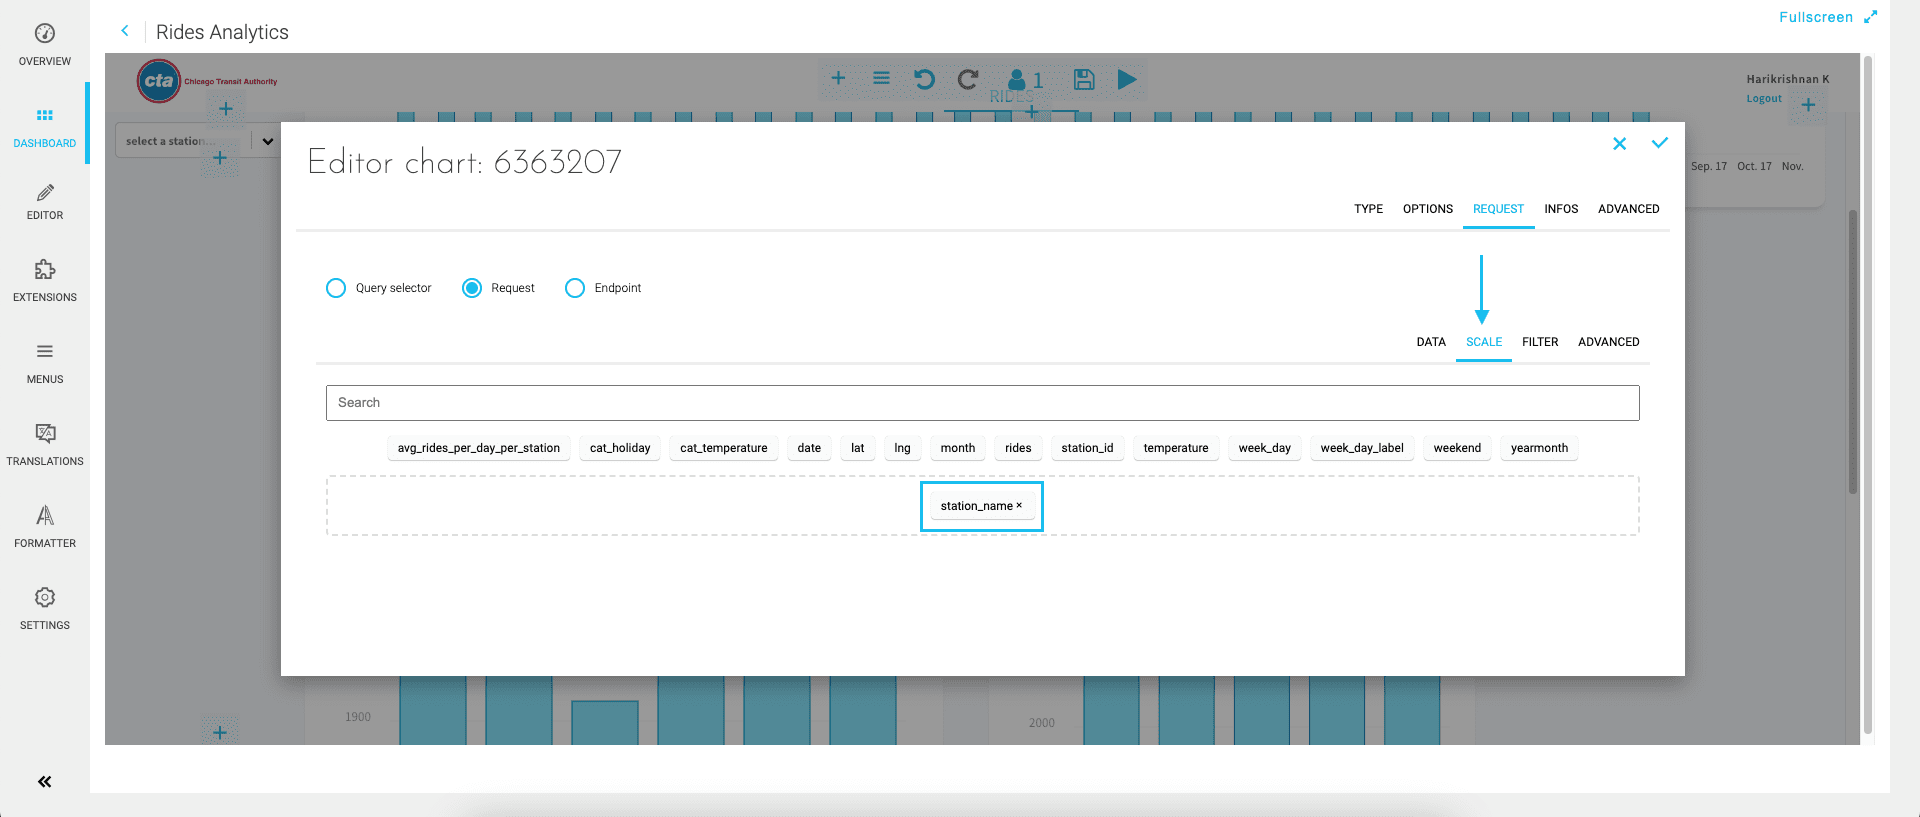 Fullscreen
Rides Analytics
OVERVIEW
DASHBOARD
EDITOR
EXTENSIONS
MENUS
TRANSLATIONS
FORMATTER
SETTINGS
cta Chicago Transit Authority
1
RIDES
Harikrishnan K
Logout
select a station...
Sep. 17 Oct. 17 Nov.
Editor chart: 6363207
TYPE OPTIONS REQUEST INFOS ADVANCED
Query selector Request Endpoint
DATA SCALE FILTER ADVANCED
Search
avg_rides_per_day_per_station cat_holiday cat_temperature date lat lng month rides station_id temperature week_day week_day_label weekend yearmonth
station_name ×
1900
2000